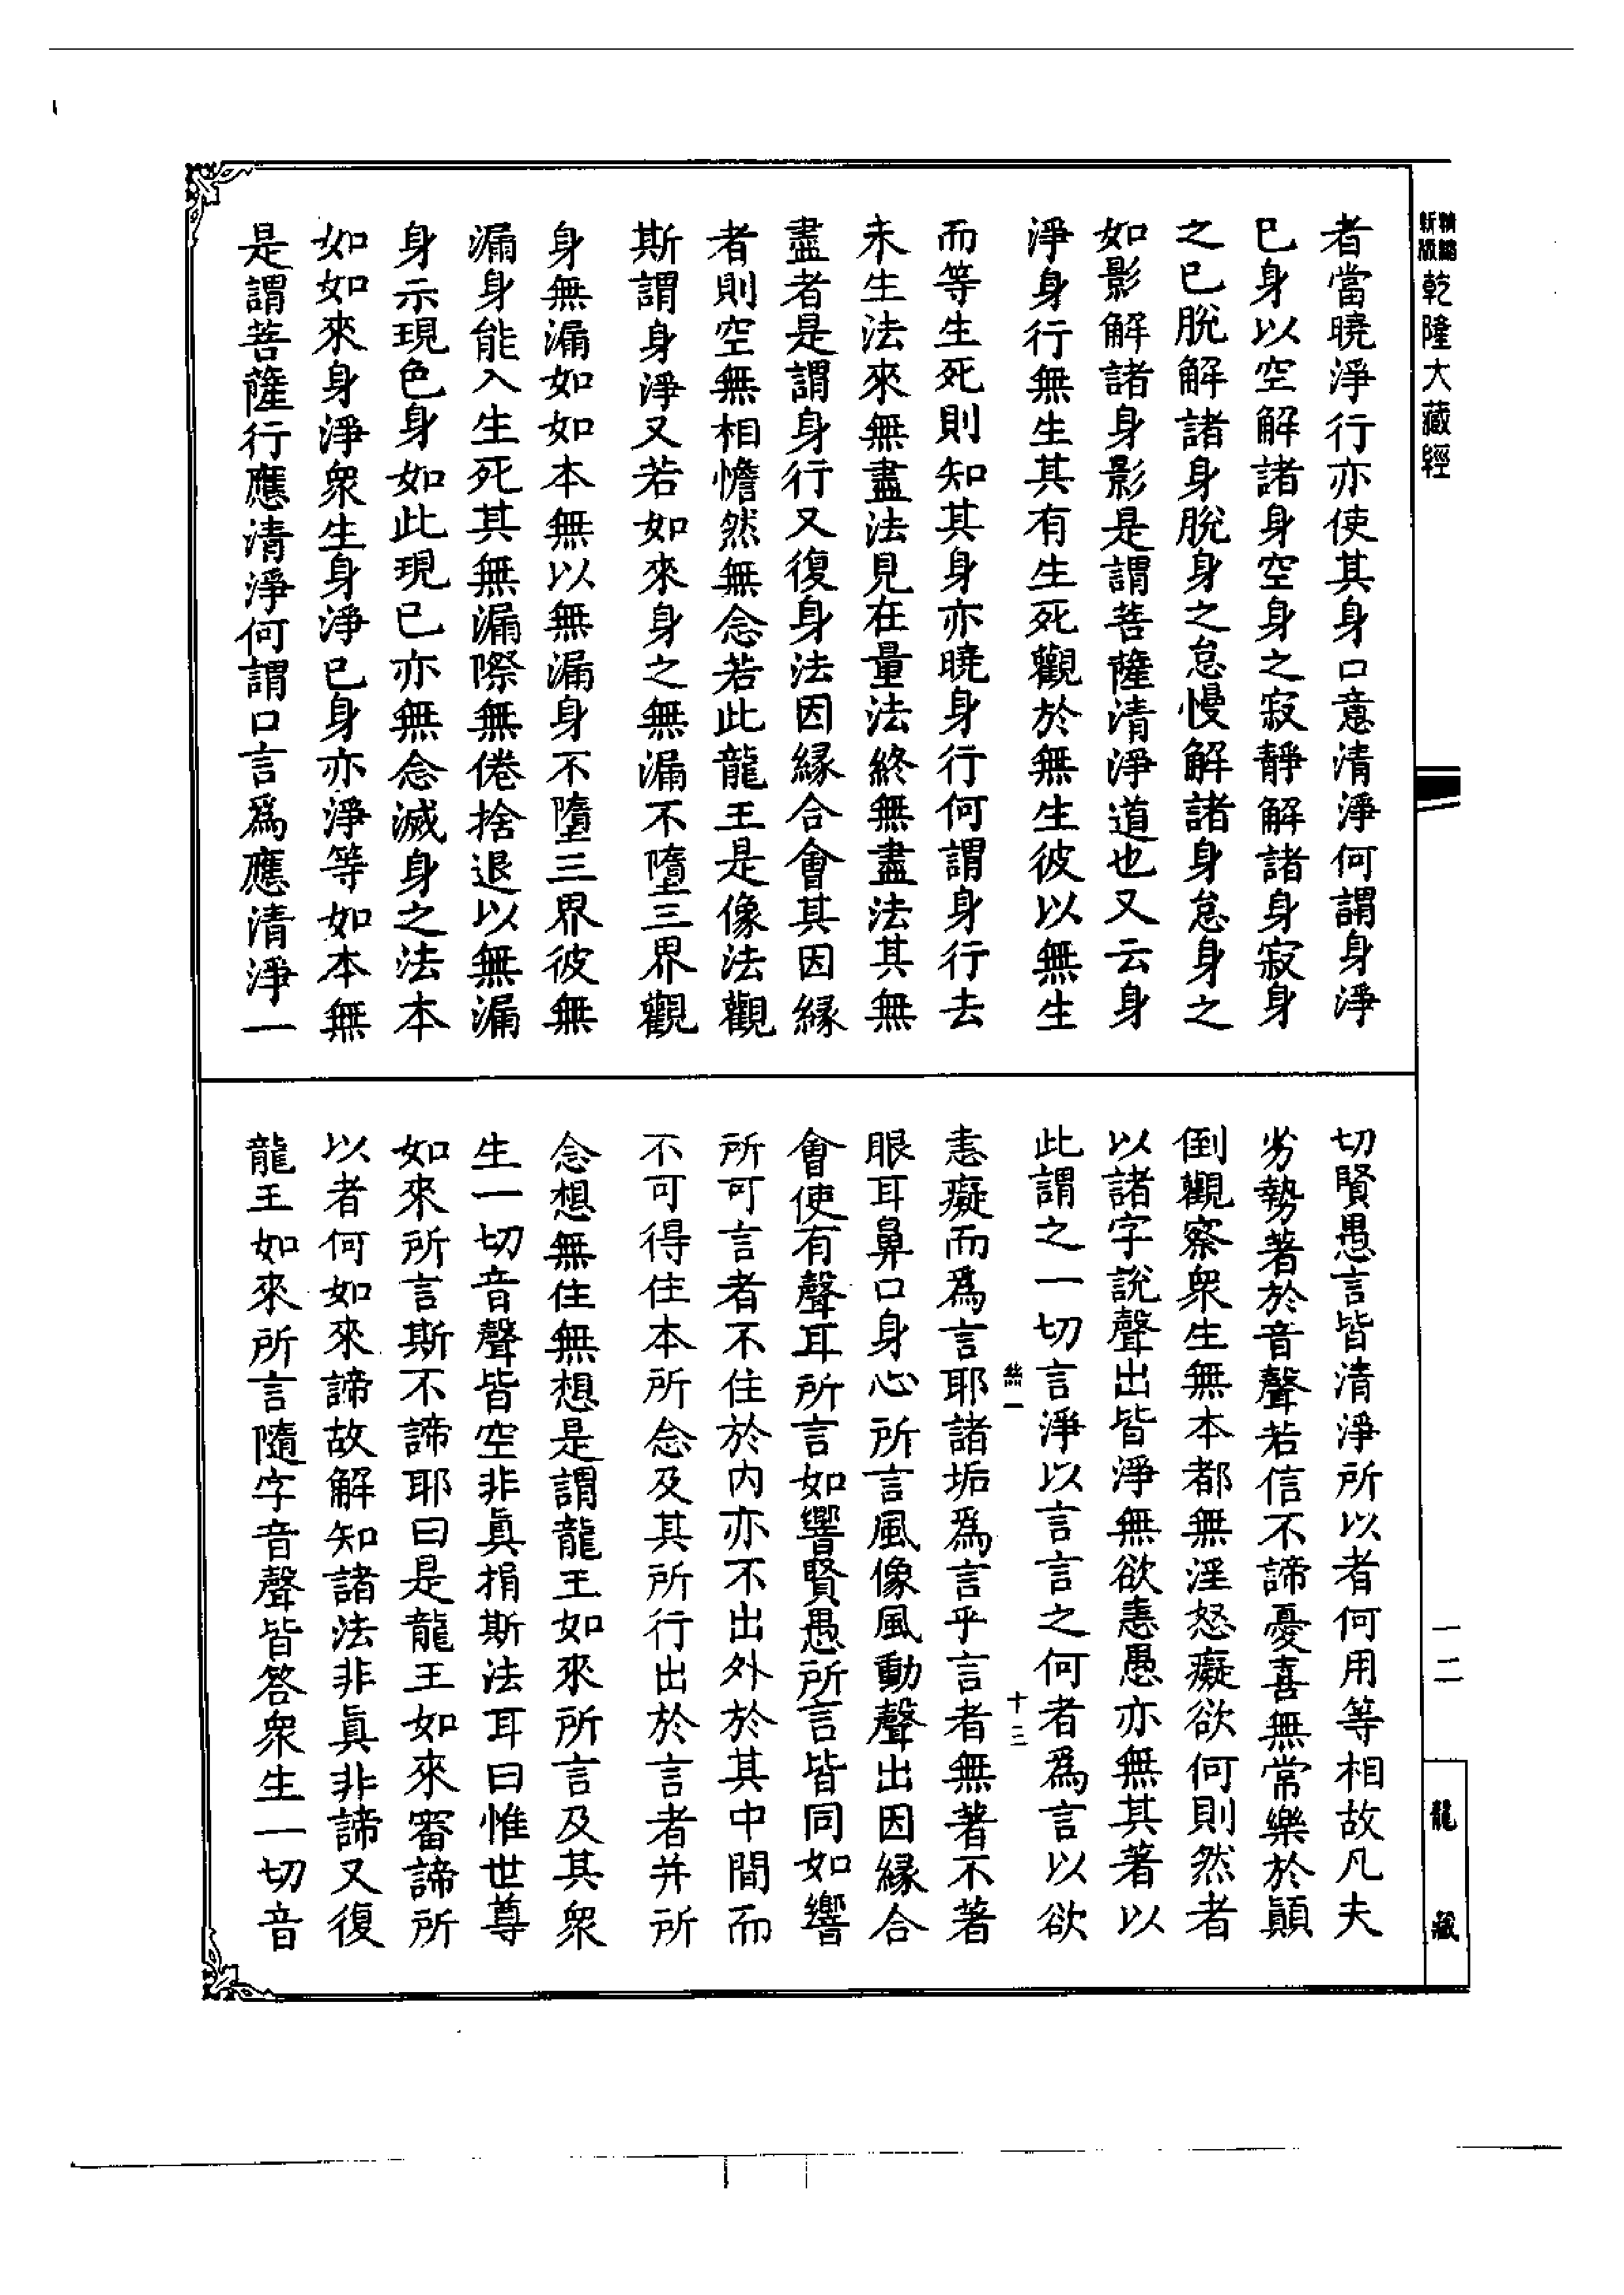 新版
精縮
乾隆大藏經
者當曉淨行亦使其身口意清淨何謂身淨
已身以空解諸身空身之寂靜解諸身寂身
之已脫解諸身脫身之怠慢解諸身怠身之
如影解諸身影是謂菩薩清淨道也又云身
淨身行無生其有生死觀於無生彼以無生
而等生死則知其身亦曉身行何謂身行去
未生法來無盡法見在量法終無盡法其無
盡者是謂身行又復身法因緣合會其因緣
者則空無相憺然無念若此龍王是像法觀
斯謂身淨又若如來身之無漏不墮三界觀
身無漏如如本無以無漏身不墮三界彼無
漏身能入生死其無漏際無倦捨退以無漏
身示現色身如此現已亦無念滅身之法本
如如來身淨衆生身淨已身亦淨等如本無
是謂菩薩行應清淨何謂口言爲應清淨一
切賢愚言皆清淨所以者何用等相故凡夫
劣勢著於音聲若信不諦憂喜無常樂於顚
倒觀察衆生無本都無淫怒癡欲何則然者
以諸字說聲出皆淨無欲恚愚亦無其著以
此謂之一切言淨以言言之何者爲言以欲
恚癡而爲言耶諸垢爲言乎言者無著不著
眼耳鼻口身心所言風像風動聲出因緣合
會使有聲耳所言如響賢愚所言皆同如響
所可言者不住於內亦不出外於其中間而
不可得住本所念及其所行出於言者并所
念想無住無想是謂龍王如來所言及其衆
生一切音聲皆空非眞捐斯法耳曰惟世尊
如來所言斯不諦耶曰是龍王如來審諦所
以者何如來諦故解知諸法非眞非諦又復
龍王如來所言隨字音聲皆答衆生一切音
絲一
十三
一二
龍藏